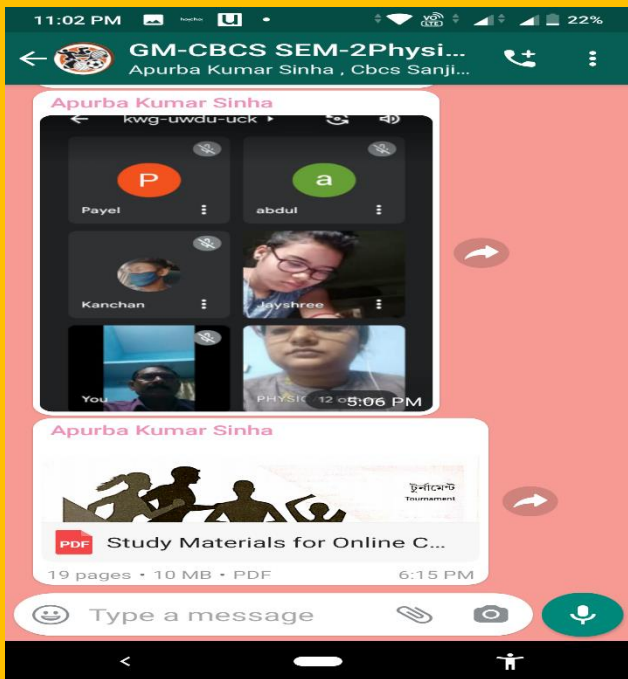 11:02 PM
22%
GM-CBCS SEM-2Physi...
Apurba Kumar Sinha , Cbcs Sanji...
Apurba Kumar Sinha
kwg-uwdu-uck
P
a
Payel
abdul
Kanchan
Jayshree
You
12 o
5:06 PM
Apurba Kumar Sinha
টুর্নামেন্ট
Tournament
PDF
Study Materials for Online C...
19 pages • 10 MB • PDF
6:15 PM
Type a message